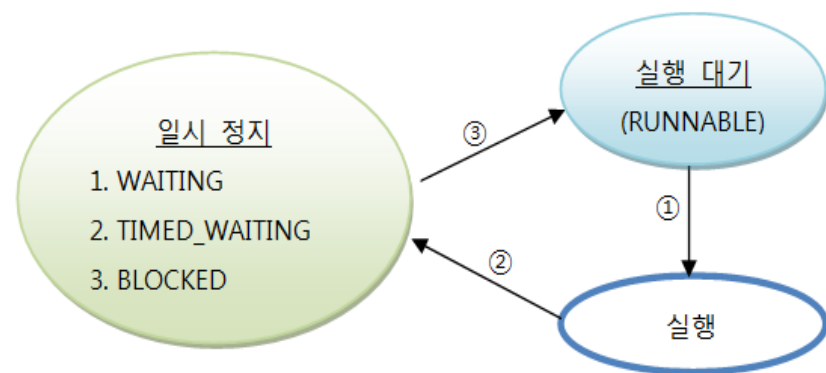 일시 정지
1. WAITING
2. TIMED_WAITING
3. BLOCKED
③
실행 대기
(RUNNABLE)
①
②
실행